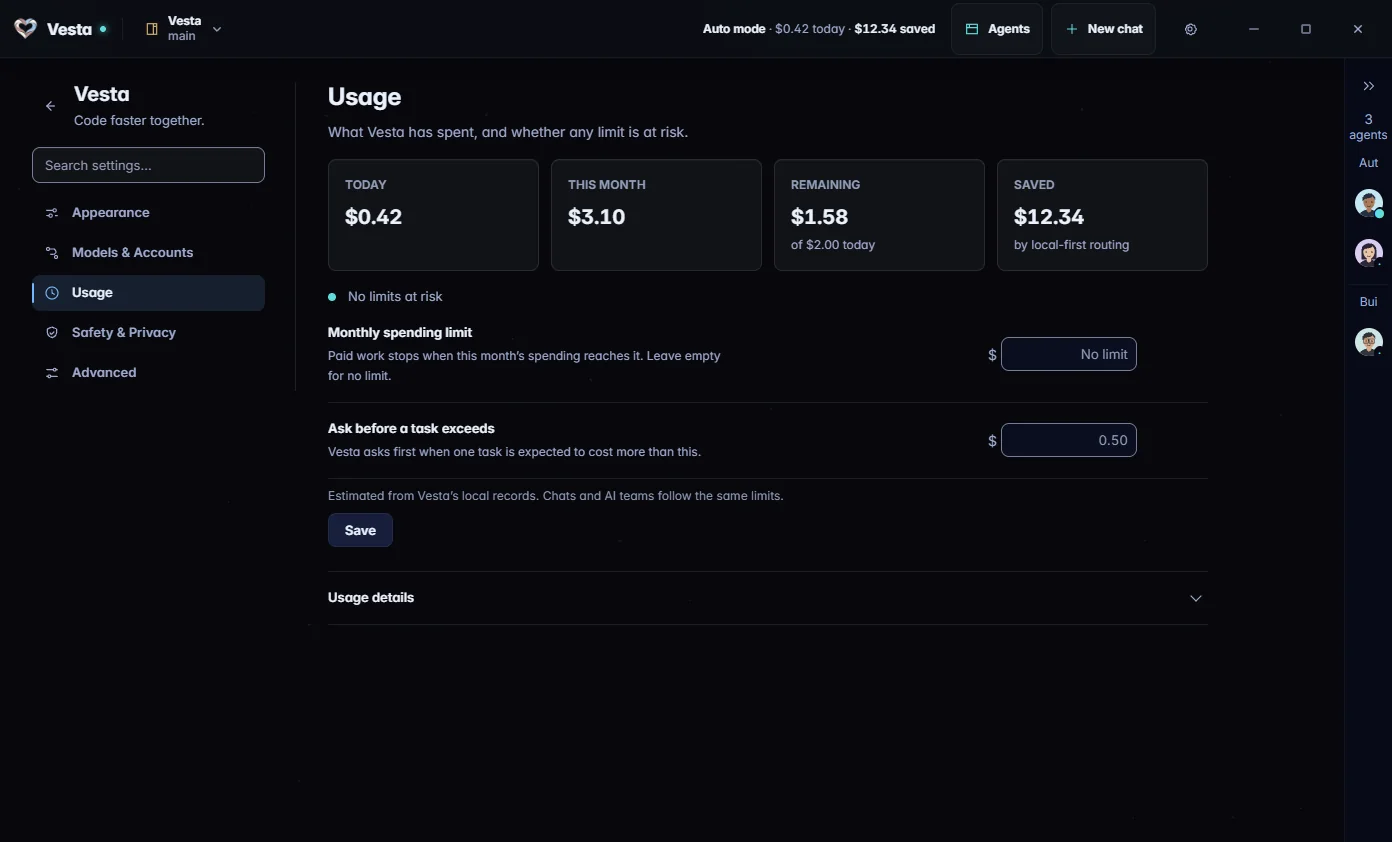 Vesta
Vesta
main
Auto mode · $0.42 today · $12.34 saved
Agents
New chat
Vesta
Code faster together.
Search settings...
Appearance
Models & Accounts
Usage
Safety & Privacy
Advanced
Usage
What Vesta has spent, and whether any limit is at risk.
TODAY
$0.42
THIS MONTH
$3.10
REMAINING
$1.58
of $2.00 today
SAVED
$12.34
by local-first routing
No limits at risk
Monthly spending limit
Paid work stops when this month’s spending reaches it. Leave empty
for no limit.
$ No limit
Ask before a task exceeds
Vesta asks first when one task is expected to cost more than this.
$ 0.50
Estimated from Vesta’s local records. Chats and AI teams follow the same limits.
Save
Usage details
3
agents
Aut
Bui